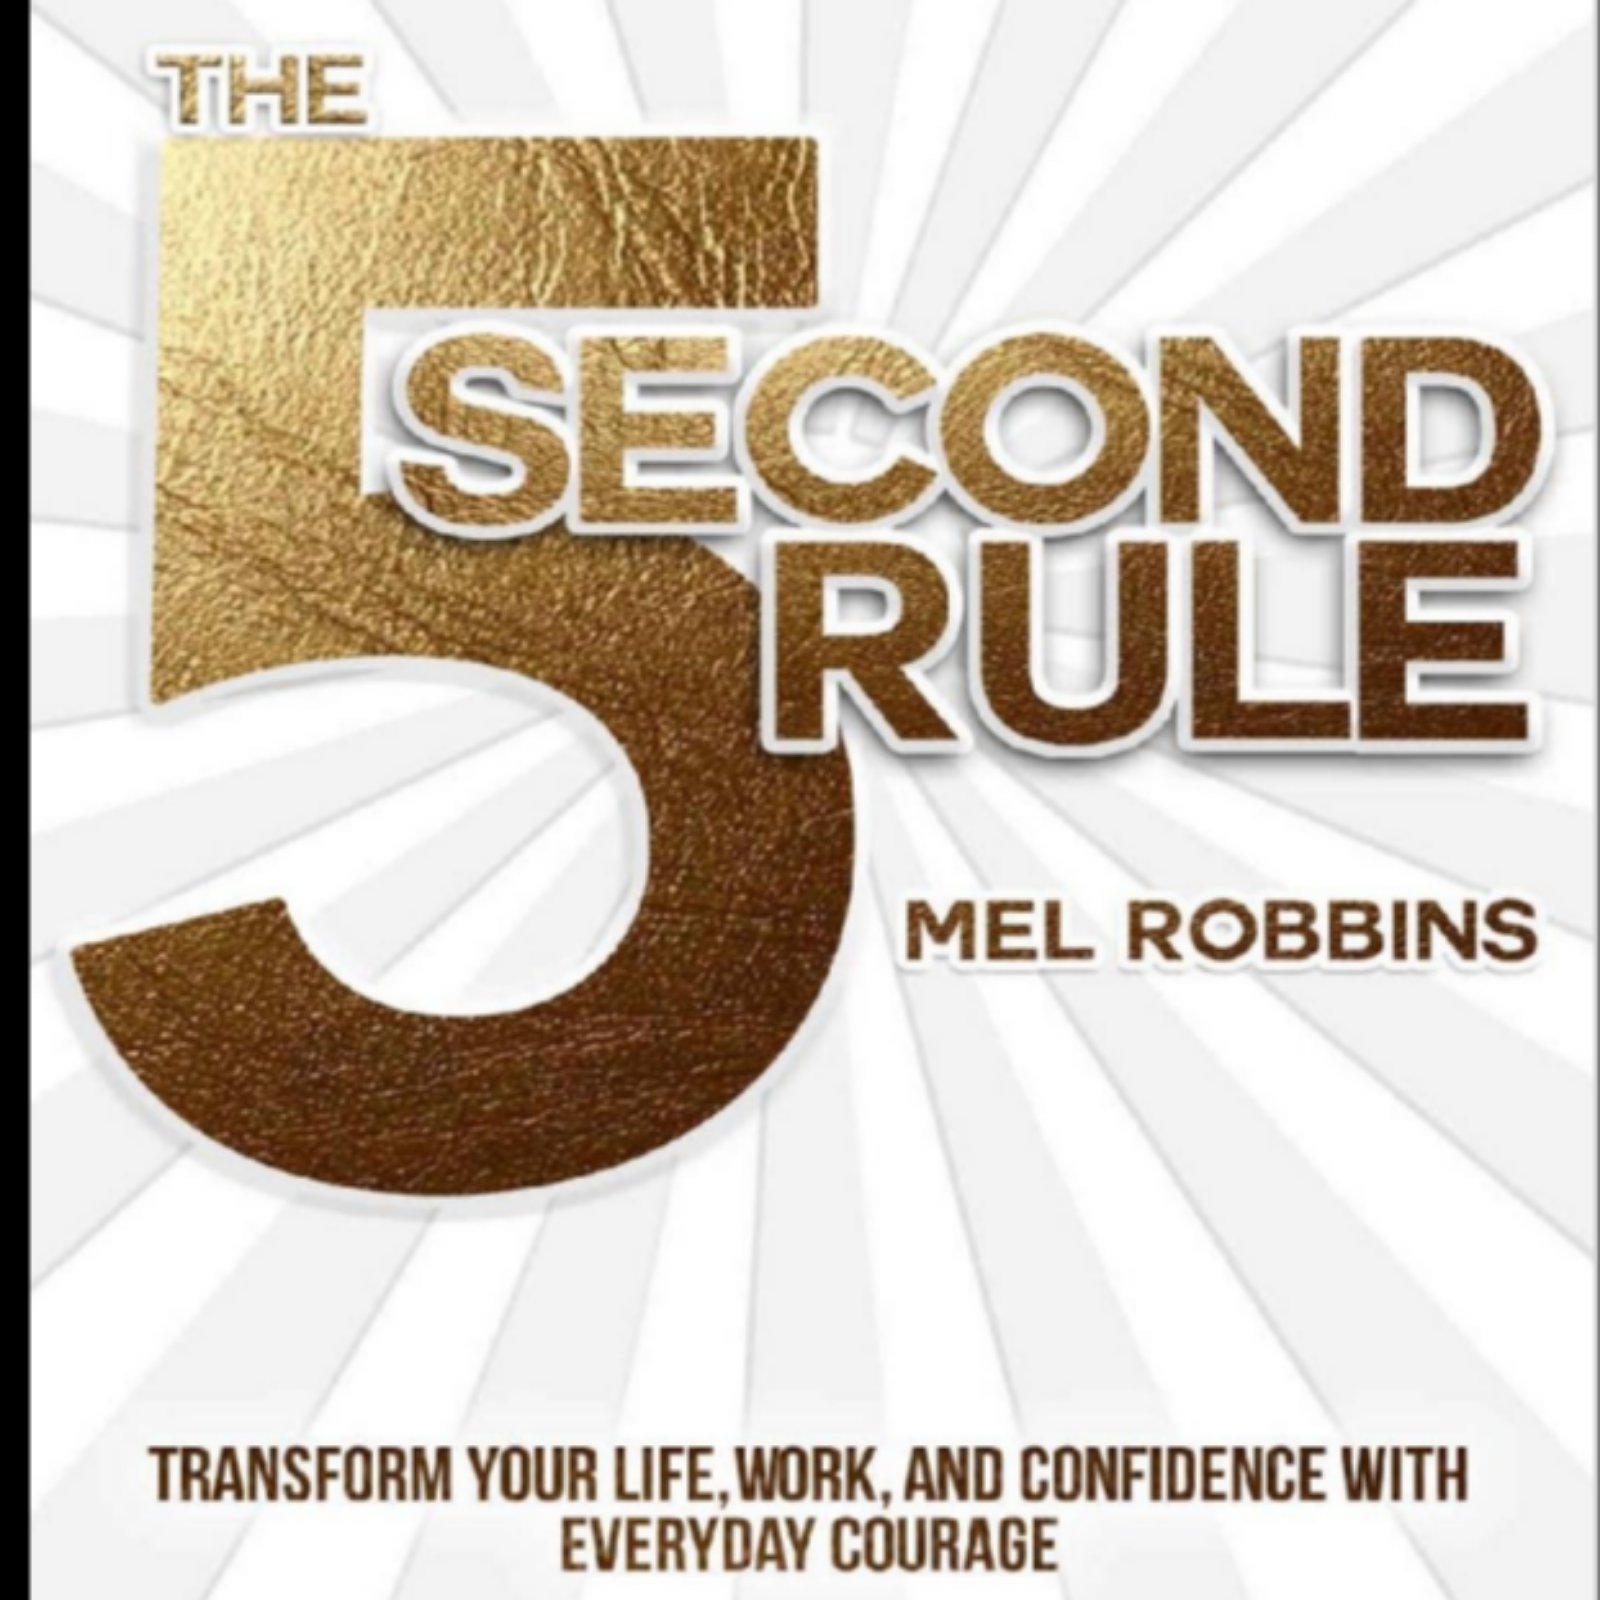 THE
5
SECOND
RULE
MEL ROBBINS
TRANSFORM YOUR LIFE, WORK, AND CONFIDENCE WITH
EVERYDAY COURAGE